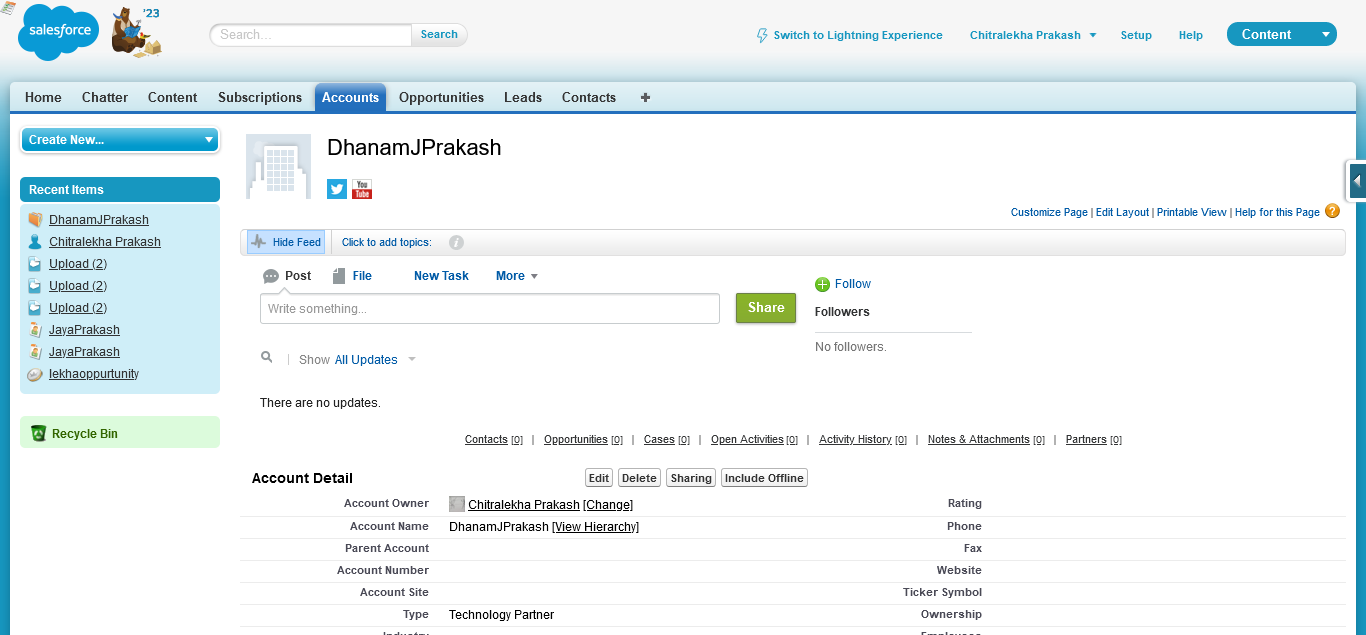 salesforce
'23
Search...
Search
Switch to Lightning Experience
Chitralekha Prakash
Setup
Help
Content
Home Chatter Content Subscriptions Accounts Opportunities Leads Contacts +
Create New...
Recent Items
DhanamJPrakash
Chitralekha Prakash
Upload (2)
Upload (2)
Upload (2)
JayaPrakash
JayaPrakash
lekhaoppurtunity
Recycle Bin
DhanamJPrakash
You Tube
Customize Page | Edit Layout | Printable View | Help for this Page ?
Hide Feed
Click to add topics: i
Post File New Task More
Write something...
Share
Follow
Followers
No followers.
Show All Updates
There are no updates.
Contacts [0] | Opportunities [0] | Cases [0] | Open Activities [0] | Activity History [0] | Notes & Attachments [0] | Partners [0]
Account Detail
Edit Delete Sharing Include Offline
Account Owner Chitralekha Prakash [Change] Rating
Account Name DhanamJPrakash [View Hierarchy] Phone
Parent Account Fax
Account Number Website
Account Site Ticker Symbol
Type Technology Partner Ownership
Industry Employees